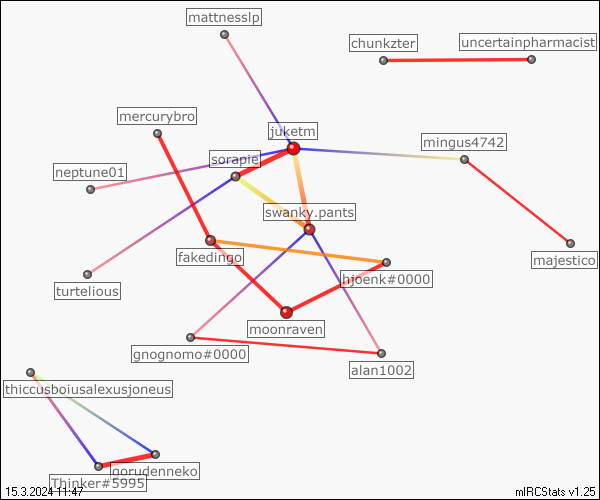 mattnesslp
chunkzter
uncertainpharmacist
mercurybro
juketm
mingus4742
sorapie
neptune01
swanky.pants
fakedingo
majestico
hjoenk#0000
turtelious
moonraven
gnognomo#0000
alan1002
thiccusboiusalexusjoneus
gorudenneko
Thinker#5995
15.3.2024 11:47
mIRCStats v1.25